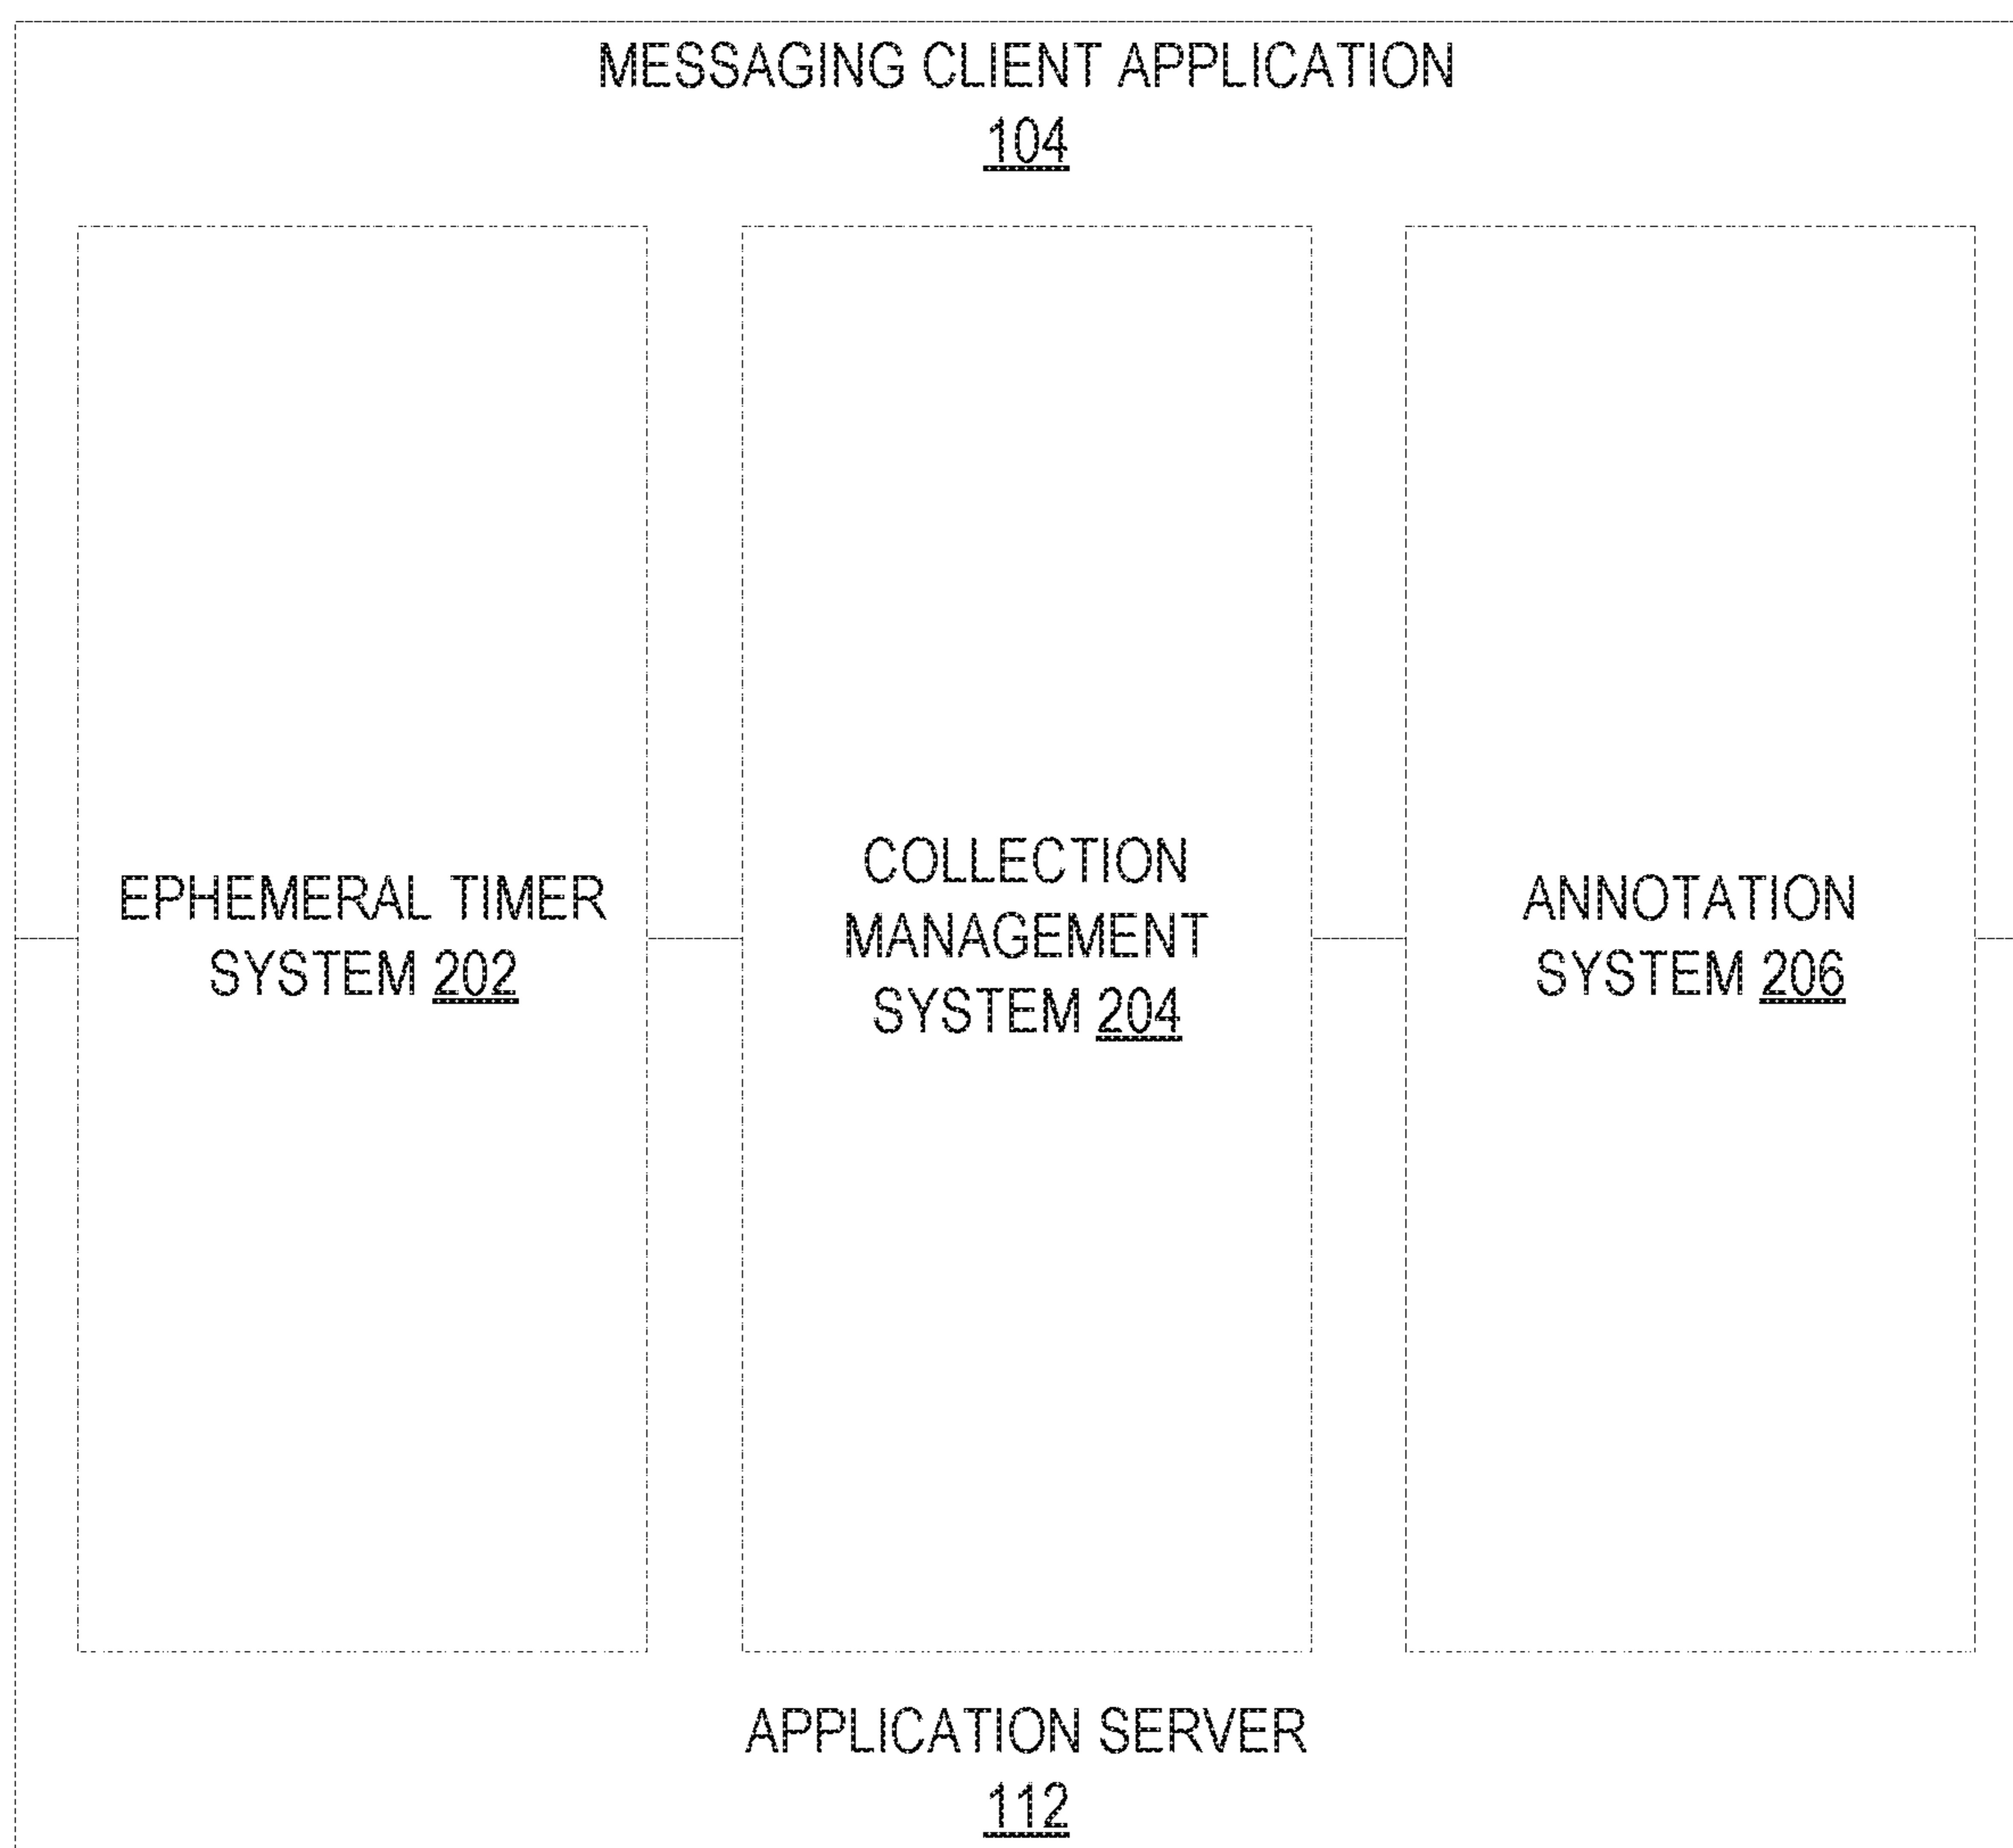 MESSAGING CLIENT APPLICATION
104
EPHEMERAL TIMER
SYSTEM 202
COLLECTION
MANAGEMENT
SYSTEM 204
ANNOTATION
SYSTEM 206
APPLICATION SERVER
112